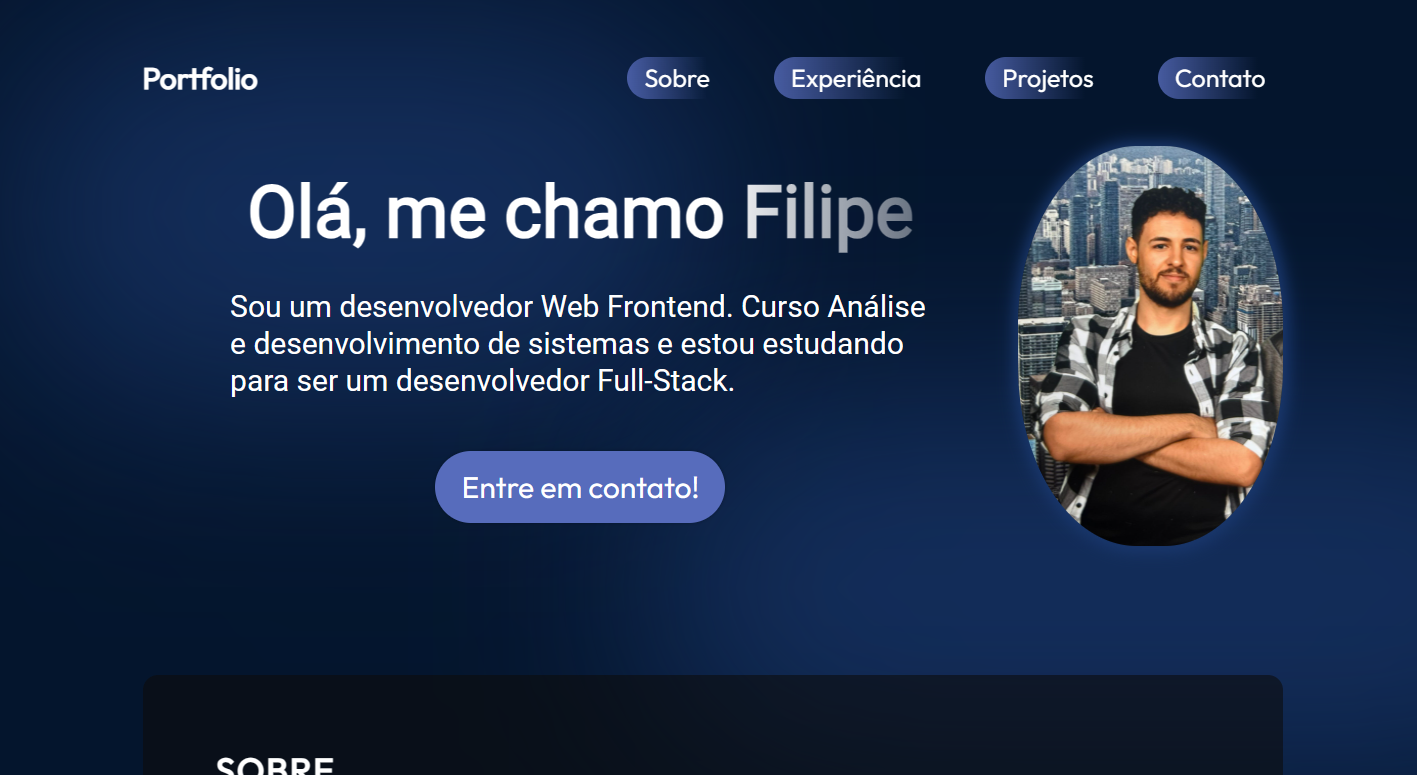 Portfolio
Sobre
Experiência
Projetos
Contato
Olá, me chamo Filipe
Sou um desenvolvedor Web Frontend. Curso Análise
e desenvolvimento de sistemas e estou estudando
para ser um desenvolvedor Full-Stack.
Entre em contato!
SOBRE